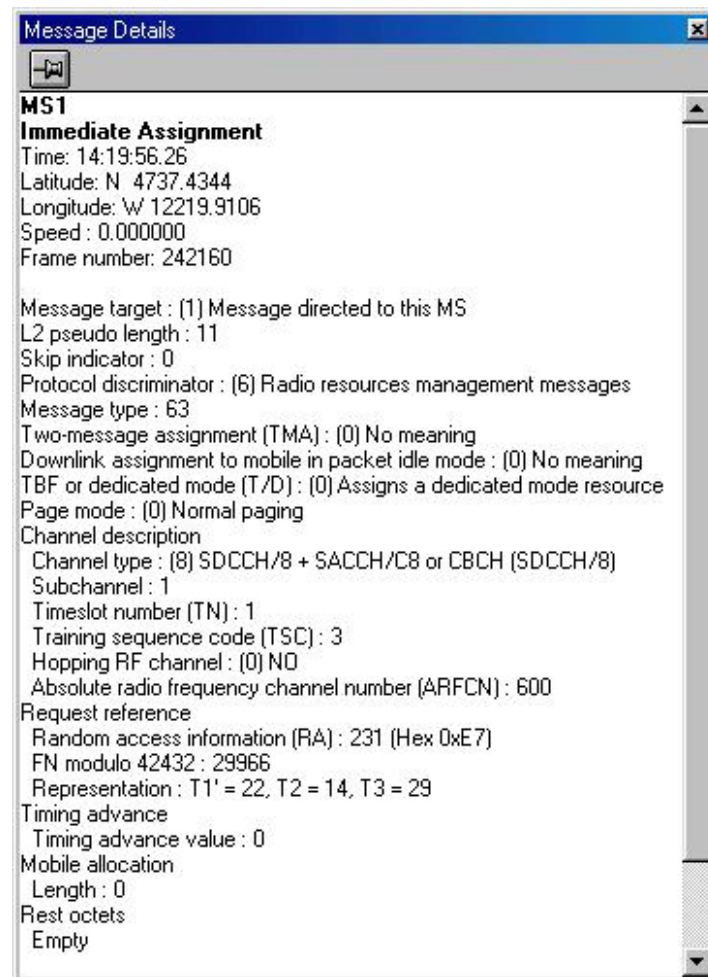 Message Details
MS1
Immediate Assignment
Time: 14:19:56.26
Latitude: N 4737.4344
Longitude: W 12219.9106
Speed : 0.000000
Frame number: 242160
Message target : (1) Message directed to this MS
L2 pseudo length : 11
Skip indicator : 0
Protocol discriminator : (6) Radio resources management messages
Message type : 63
Two-message assignment (TMA) : (0) No meaning
Downlink assignment to mobile in packet idle mode : (0) No meaning
TBF or dedicated mode (T/D) : (0) Assigns a dedicated mode resource
Page mode : (0) Normal paging
Channel description
Channel type : (8) SDCCH/8 + SACCH/C8 or CBCH (SDCCH/8)
Subchannel : 1
Timeslot number (TN) : 1
Training sequence code (TSC) : 3
Hopping RF channel : (0) NO
Absolute radio frequency channel number (ARFCN) : 600
Request reference
Random access information (RA) : 231 (Hex 0xE7)
FN modulo 42432 : 29966
Representation : T1' = 22, T2 = 14, T3 = 29
Timing advance
Timing advance value : 0
Mobile allocation
Length : 0
Rest octets
Empty